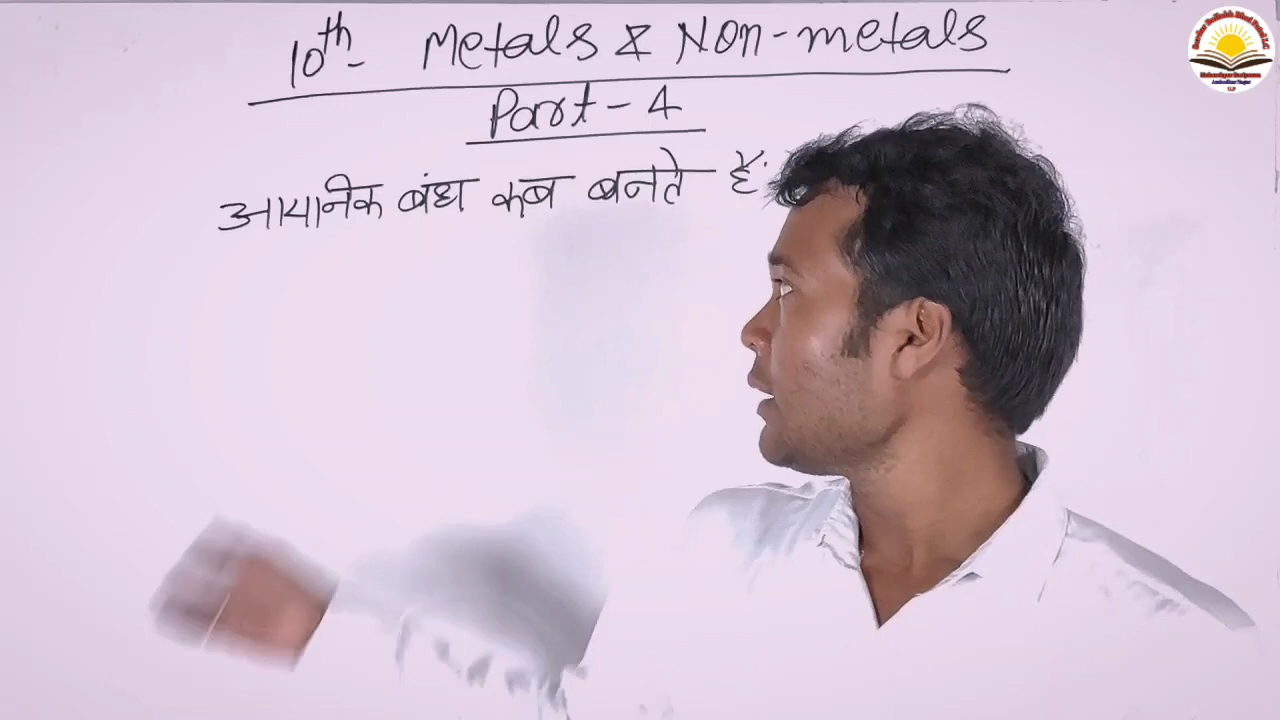 10th- Metals & Non-metals
Part-4
आयनिक बंध कब बनते हैं